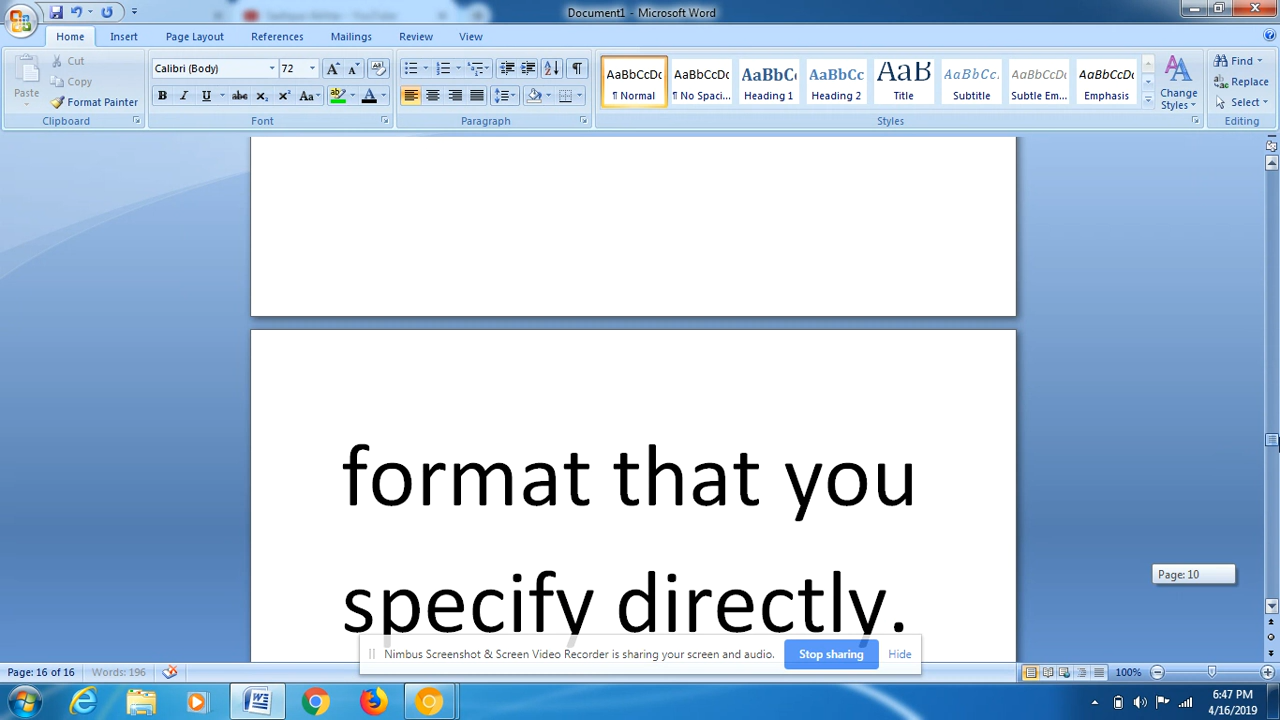 Document1 - Microsoft Word
Home Insert Page Layout References Mailings Review View
Paste Cut Copy Format Painter
Calibri (Body) 72
AaBbCcDc AaBbCcDc AaBbCc AaBbCc AaB AaBbCc. AaBbCcDc AaBbCcDc
¶ Normal ¶ No Spaci... Heading 1 Heading 2 Title Subtitle Subtle Em... Emphasis
Change Styles
Find Replace Select
Clipboard Font Paragraph Styles Editing
format that you
specify directly.
Page: 10
Nimbus Screenshot & Screen Video Recorder is sharing your screen and audio. Stop sharing Hide
Page: 16 of 16 Words: 196 100%
6:47 PM
4/16/2019